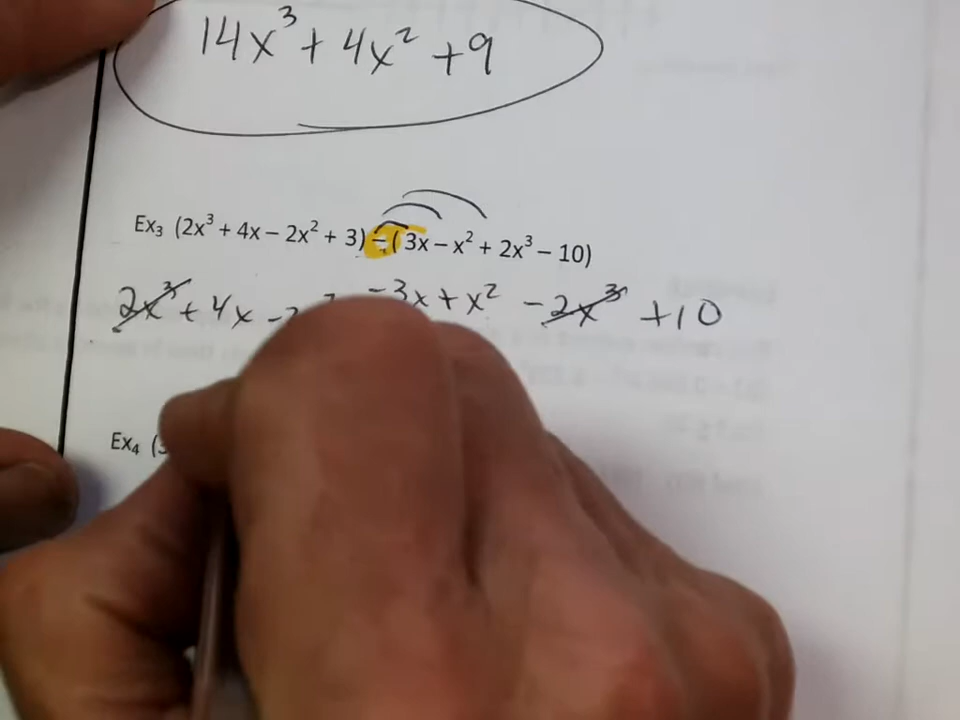 14x³ + 4x² + 9
Ex₃ (2x³ + 4x – 2x² + 3) – (3x – x² + 2x³ – 10)
2x³ + 4x - 2 -3x + x² - 2x³ + 10
Ex₄ (